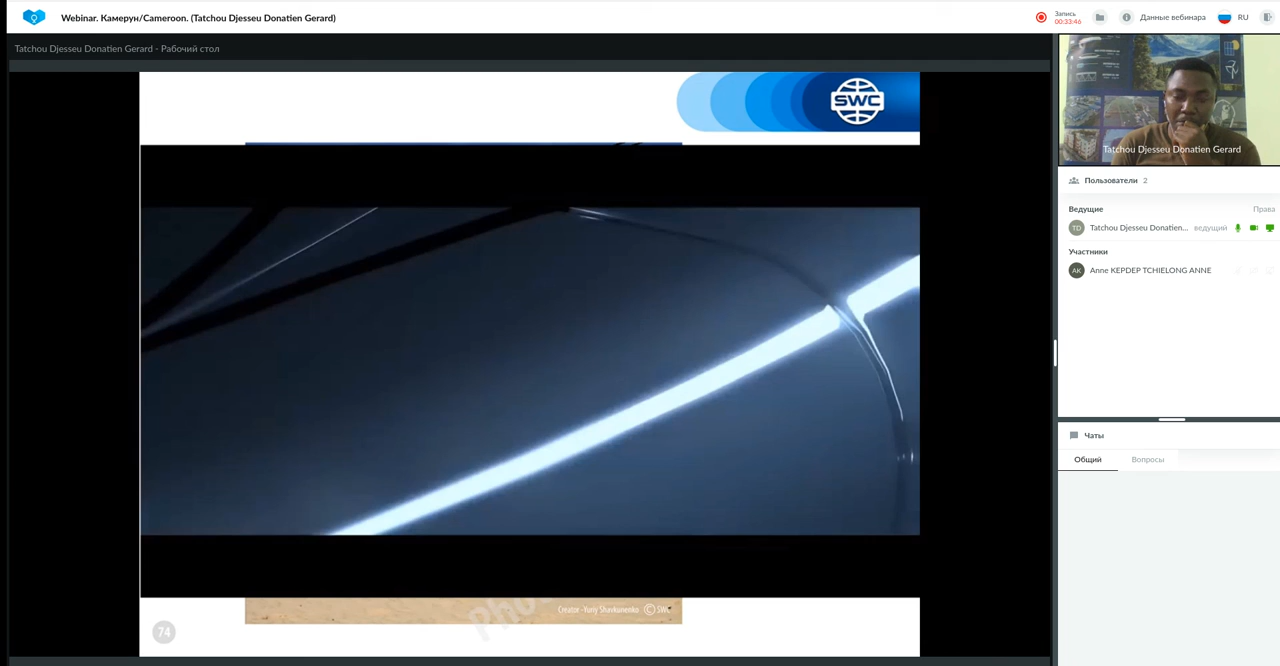 Webinar. Камерун/Cameroon. (Tatchou Djesseu Donatien Gerard)
Запись
00:33:46
Данные вебинара
RU
Tatchou Djesseu Donatien Gerard - Рабочий стол
SWC
Tatchou Djesseu Donatien Gerard
Пользователи 2
Ведущие Права
TD Tatchou Djesseu Donatien... ведущий
Участники
AK Anne KEPDEP TCHIELONG ANNE
Чаты
Общий Вопросы
Creator -Yuriy Shavkunenko © SWC
74